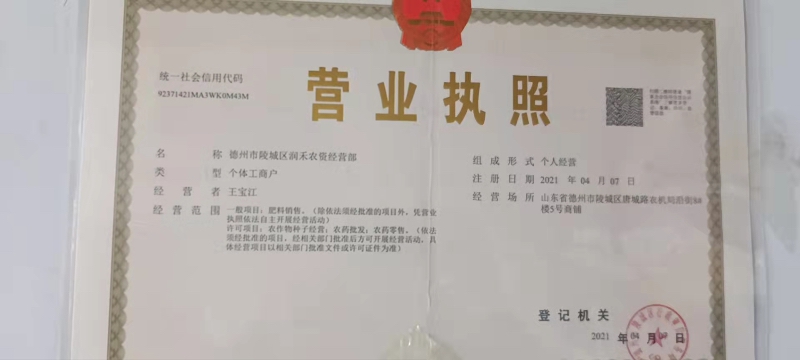 统一社会信用代码
92371421MA3WK0M43M
营业执照
名 称 德州市陵城区润禾农资经营部
类 型 个体工商户
经 营 者 王宝江
经 营 范 围 一般项目:肥料销售。(除依法须经批准的项目外,凭营业
执照依法自主开展经营活动)
许可项目:农作物种子经营;农药批发;农药零售。(依法
须经批准的项目,经相关部门批准后方可开展经营活动,具
体经营项目以相关部门批准文件或许可证件为准)
组 成 形 式 个人经营
注 册 日 期 2021 年 04 月 07 日
经 营 场 所 山东省德州市陵城区唐城路农机局沿街8#
楼5号商铺
登记机关
2021 年 04 月 07 日